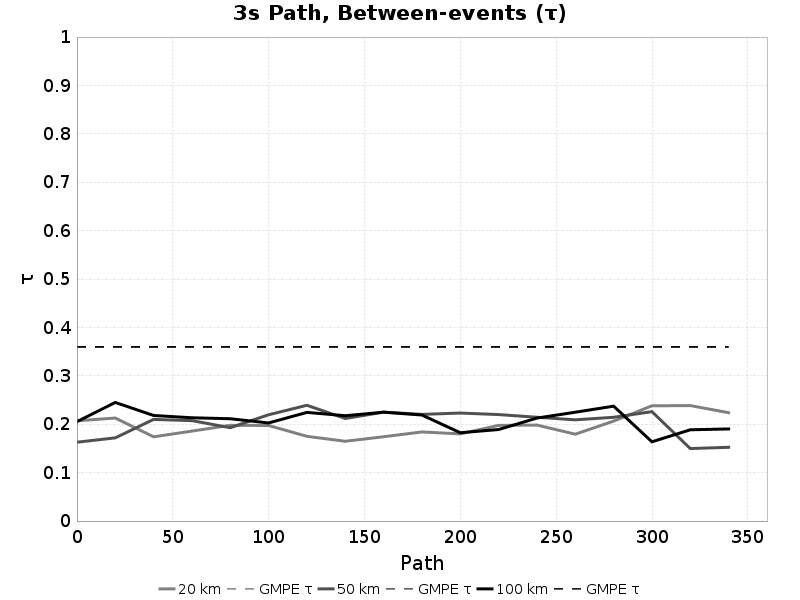 3s Path, Between-events (τ)
1
0.9
0.8
0.7
0.6
0.5
τ
0.4
0.3
0.2
0.1
0
0 50 100 150 200 250 300 350
Path
20 km GMPE τ 50 km GMPE τ 100 km GMPE τ